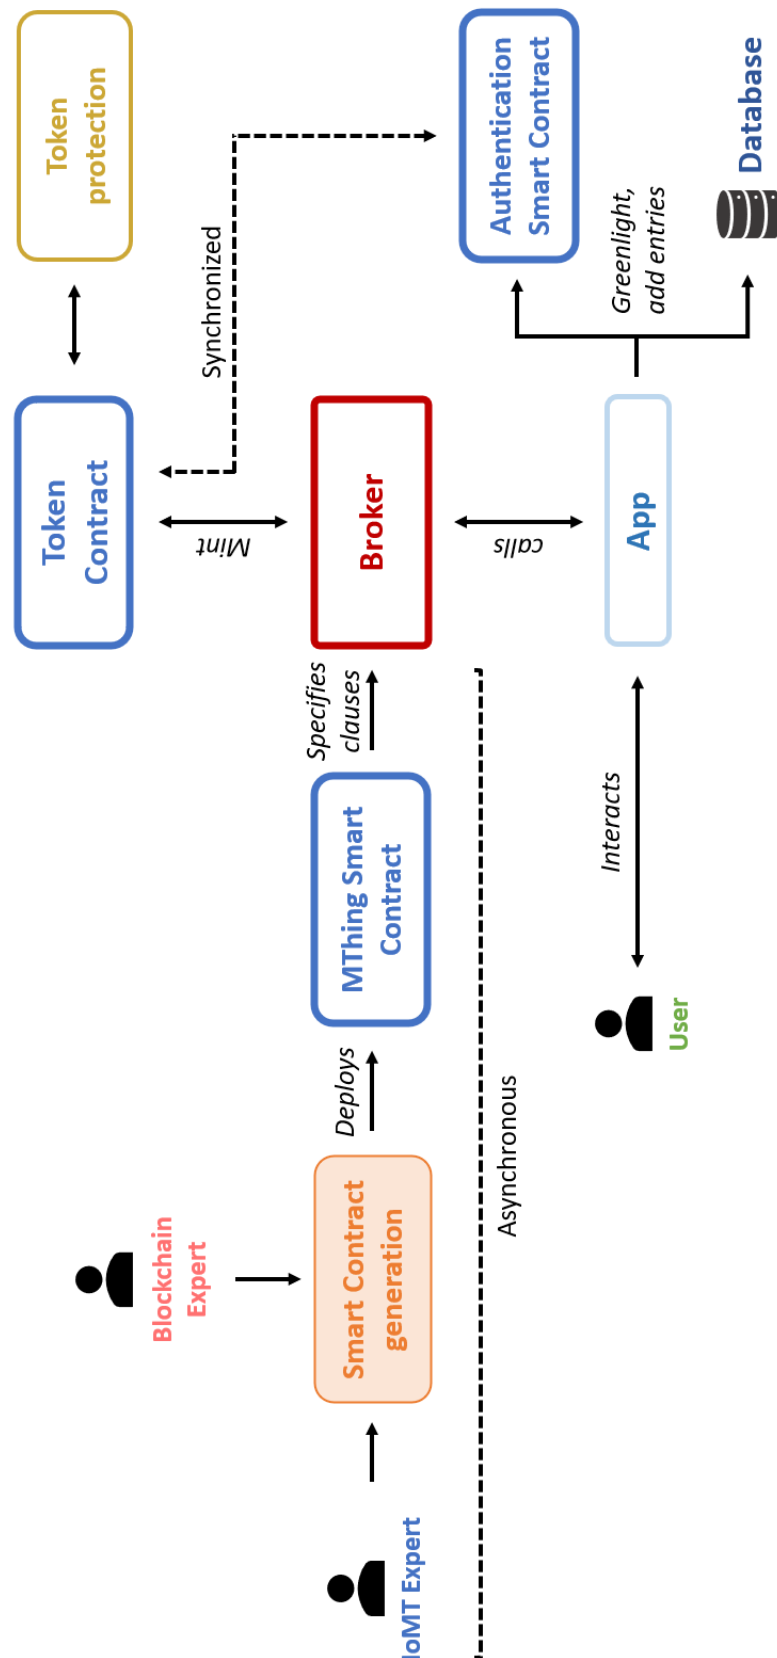 Token
protection
Token
Contract
Synchronized
Authentication
Smart Contract
Database
Greenlight,
add entries
Mint
Broker
calls
App
Specifies
clauses
MThing Smart
Contract
Interacts
User
Deploys
Asynchronous
Smart Contract
generation
Blockchain
Expert
IoMT Expert